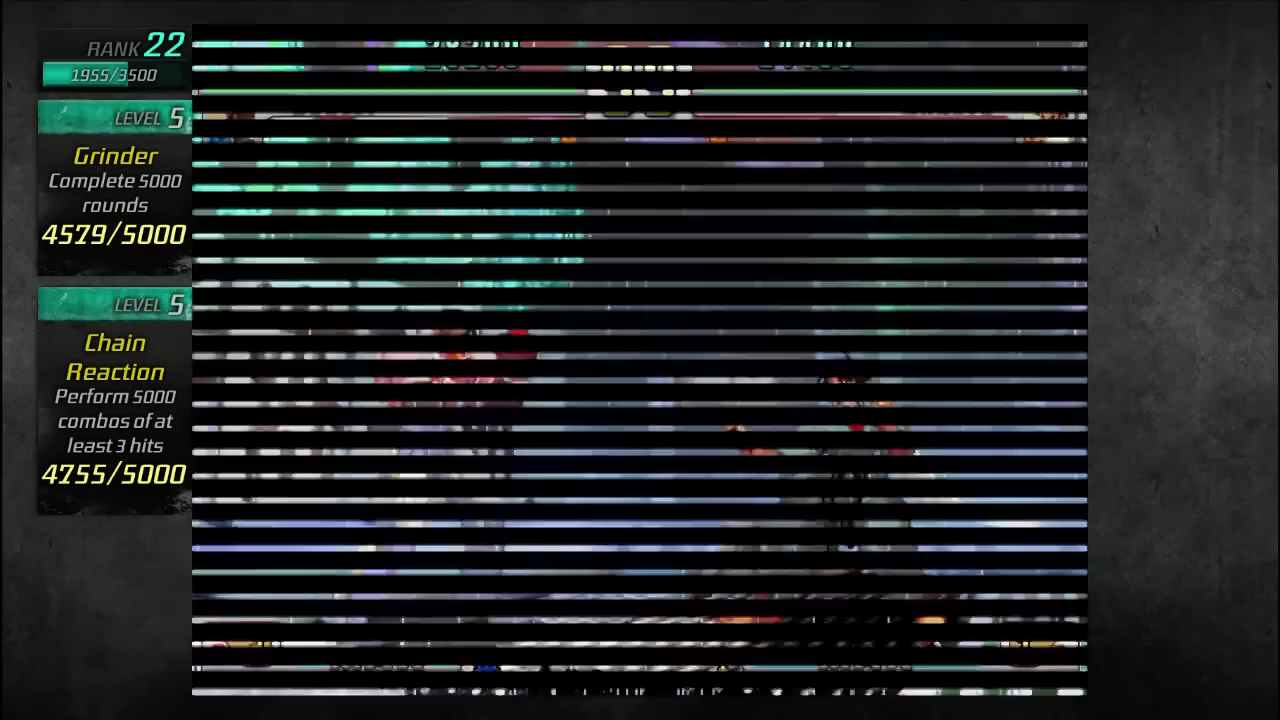 RANK 22
1955/3500
LEVEL 5
Grinder
Complete 5000
rounds
4579/5000
LEVEL 5
Chain
Reaction
Perform 5000
combos of at
least 3 hits
4755/5000